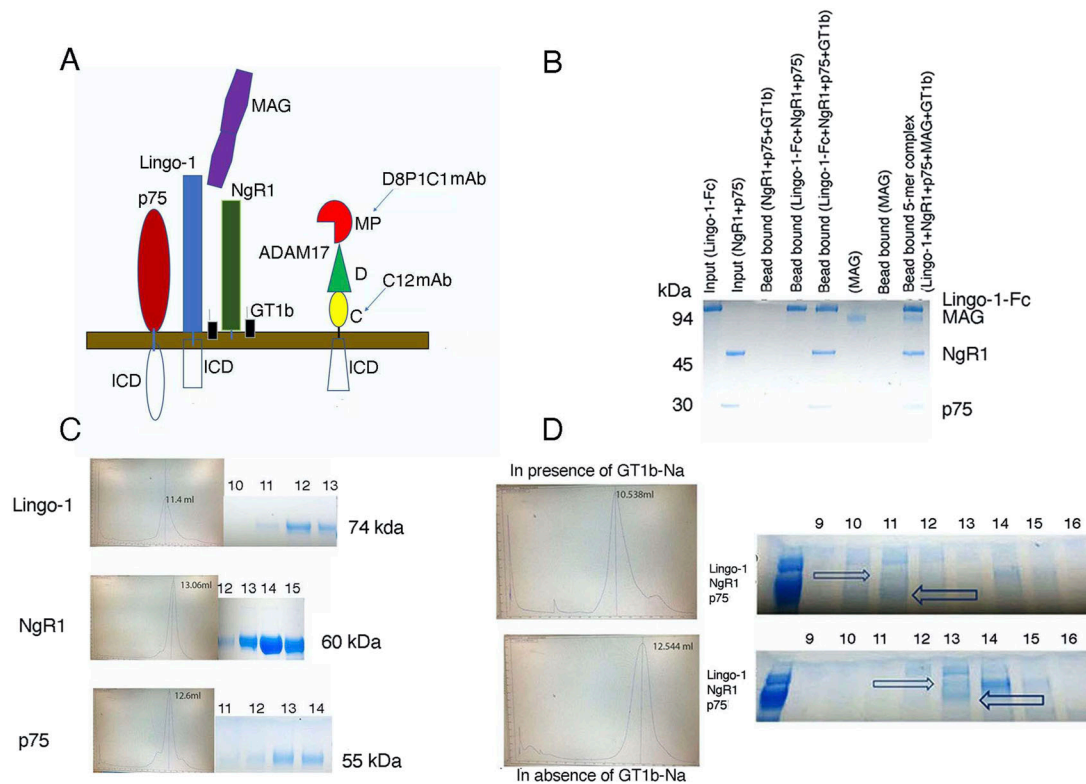 A
MAG
Lingo-1
NgR1
p75
D8P1C1mAb
MP
ADAM17
D
C12mAb
GT1b
C
ICD
ICD
ICD
B
Input (Lingo-1-Fc)
Input (NgR1+p75)
Bead bound (NgR1+p75+GT1b)
Bead bound (Lingo-1-Fc+NgR1+p75)
Bead bound (Lingo-1-Fc+NgR1+p75+GT1b)
(MAG)
Bead bound (MAG)
Bead bound 5-mer complex
(Lingo-1+NgR1+p75+MAG+GT1b)
kDa
94
45
30
Lingo-1-Fc
MAG
NgR1
p75
C
Lingo-1
11.4 ml
10 11 12 13
74 kda
NgR1
13.06ml
12 13 14 15
60 kDa
p75
12.6ml
11 12 13 14
55 kDa
D
In presence of GT1b-Na
10.538ml
Lingo-1
NgR1
p75
9 10 11 12 13 14 15 16
12.544 ml
Lingo-1
NgR1
p75
9 10 11 12 13 14 15 16
In absence of GT1b-Na